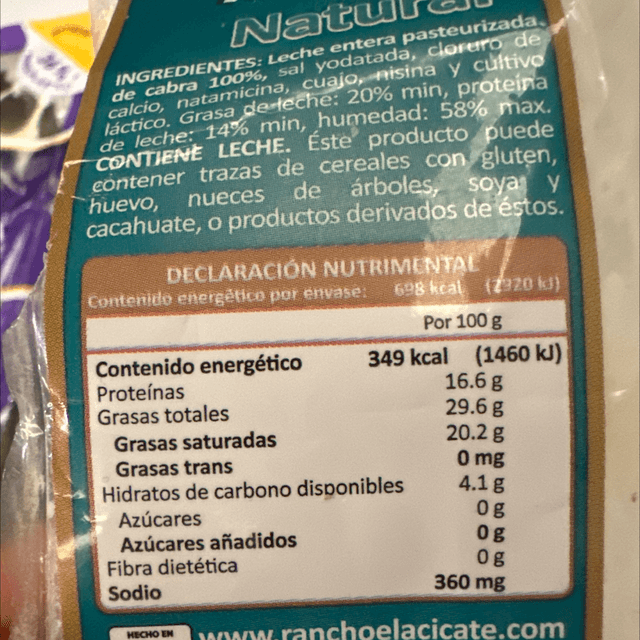 Natural
INGREDIENTES: Leche entera pasteurizada
de cabra 100%, sal yodatada, cloruro de
calcio, natamicina, cuajo, nisina y cultivo
láctico. Grasa de leche: 20% min, proteína
de leche: 14% min, humedad: 58% max.
CONTIENE LECHE. Éste producto puede
contener trazas de cereales con gluten,
huevo, nueces de árboles, soya y
cacahuate, o productos derivados de éstos.
DECLARACIÓN NUTRIMENTAL
Contenido energético por envase: 698 kcal (2920 kJ)
Por 100 g
Contenido energético 349 kcal (1460 kJ)
Proteínas 16.6 g
Grasas totales 29.6 g
Grasas saturadas 20.2 g
Grasas trans 0 mg
Hidratos de carbono disponibles 4.1 g
Azúcares 0 g
Azúcares añadidos 0 g
Fibra dietética 0 g
Sodio 360 mg
HECHO EN
www.ranchoelacicate.com